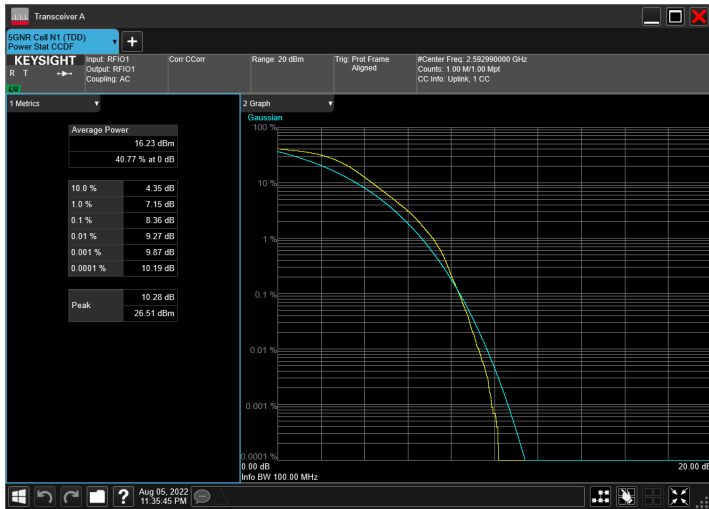 Transceiver A
5GNR Cell N1 (TDD)
Power Stat CCDF
KEYSIGHT
R T
LXI
Input: RFIO1
Output: RFIO1
Coupling: AC
Corr CCorr
Range: 20 dBm
Trig: Prot Frame
Aligned
#Center Freq: 2.592990000 GHz
Counts: 1.00 M/1.00 Mpt
CC Info: Uplink, 1 CC
1 Metrics
Average Power
16.23 dBm
40.77 % at 0 dB
10.0 % 4.35 dB
1.0 % 7.15 dB
0.1 % 8.36 dB
0.01 % 9.27 dB
0.001 % 9.87 dB
0.0001 % 10.19 dB
Peak 10.28 dB
26.51 dBm
2 Graph
Gaussian
100 %
10 %
1 %
0.1 %
0.01 %
0.001 %
0.0001 %
0.00 dB
20.00 dB
Info BW 100.00 MHz
?
Aug 05, 2022
11:35:45 PM